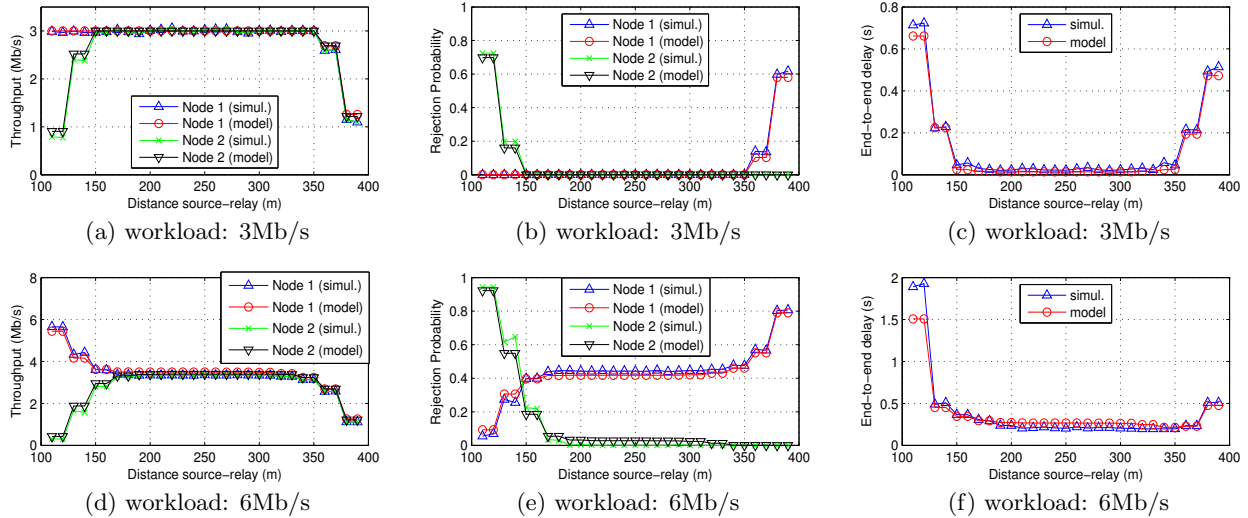 Throughput (Mb/s)
3
2
1
0
100 150 200 250 300 350 400
Distance source−relay (m)
Node 1 (simul.)
Node 1 (model)
Node 2 (simul.)
Node 2 (model)
(a) workload: 3Mb/s
Rejection Probability
0.8
0.6
0.4
0.2
0
100 150 200 250 300 350 400
Distance source−relay (m)
Node 1 (simul.)
Node 1 (model)
Node 2 (simul.)
Node 2 (model)
(b) workload: 3Mb/s
End−to−end delay (s)
0.8
0.6
0.4
0.2
0
100 150 200 250 300 350 400
Distance source−relay (m)
simul.
model
(c) workload: 3Mb/s
Throughput (Mb/s)
8
6
4
2
0
100 150 200 250 300 350 400
Distance source−relay (m)
Node 1 (simul.)
Node 1 (model)
Node 2 (simul.)
Node 2 (model)
(d) workload: 6Mb/s
Rejection Probability
1
0.8
0.6
0.4
0.2
0
100 150 200 250 300 350 400
Distance source−relay (m)
Node 1 (simul.)
Node 1 (model)
Node 2 (simul.)
Node 2 (model)
(e) workload: 6Mb/s
End−to−end delay (s)
2
1.5
1
0.5
0
100 150 200 250 300 350 400
Distance source−relay (m)
simul.
model
(f) workload: 6Mb/s